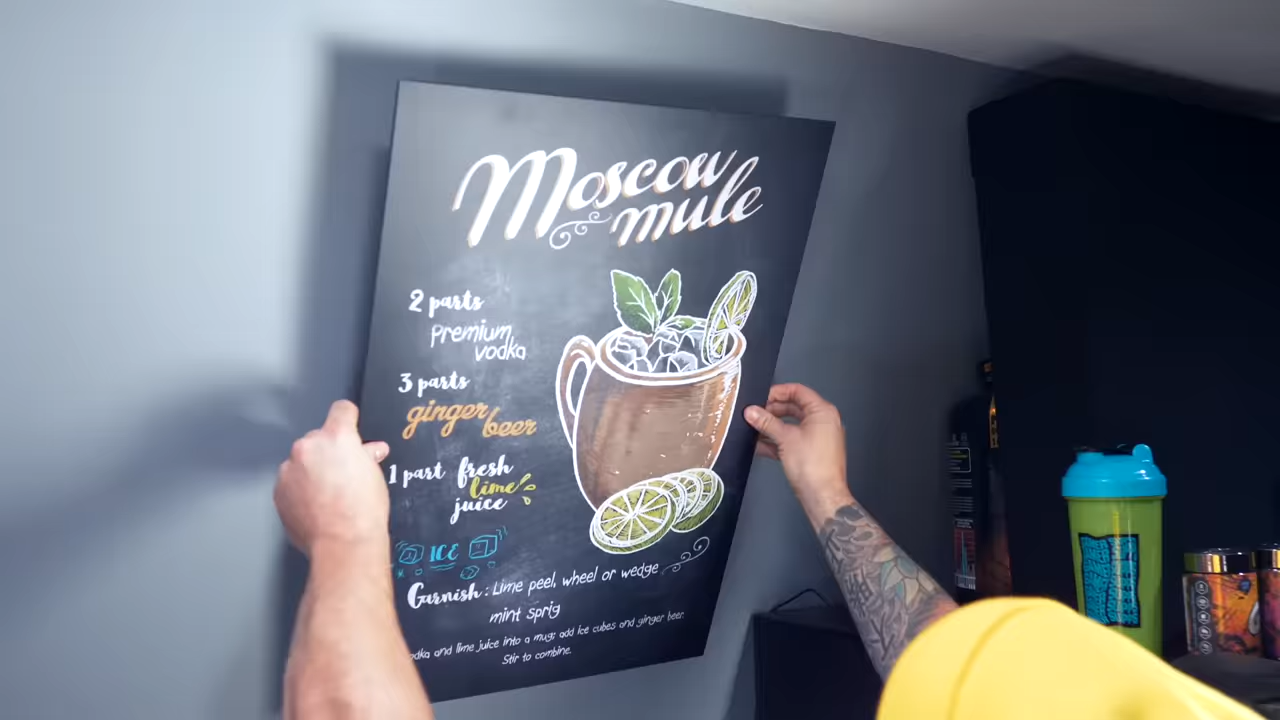 Moscow
mule
2 parts
Premium
vodka
3 parts
ginger
beer
1 part fresh
lime
juice
ICE
Garnish: Lime peel, wheel or wedge
mint sprig
and lime juice into a mug; add ice cubes and ginger beer.
Stir to combine.